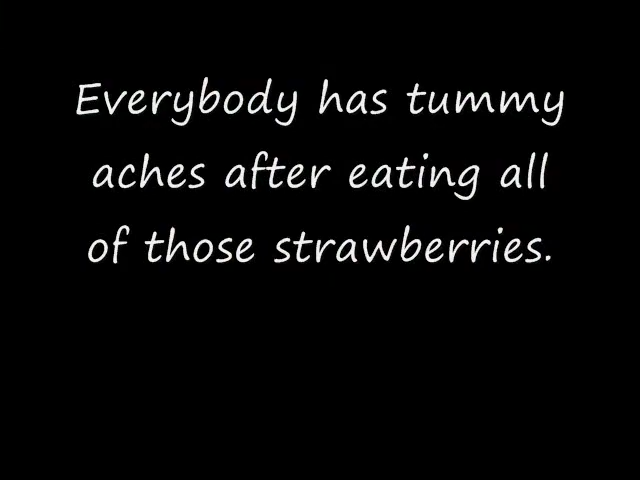 Everybody has tummy
aches after eating all
of those strawberries.